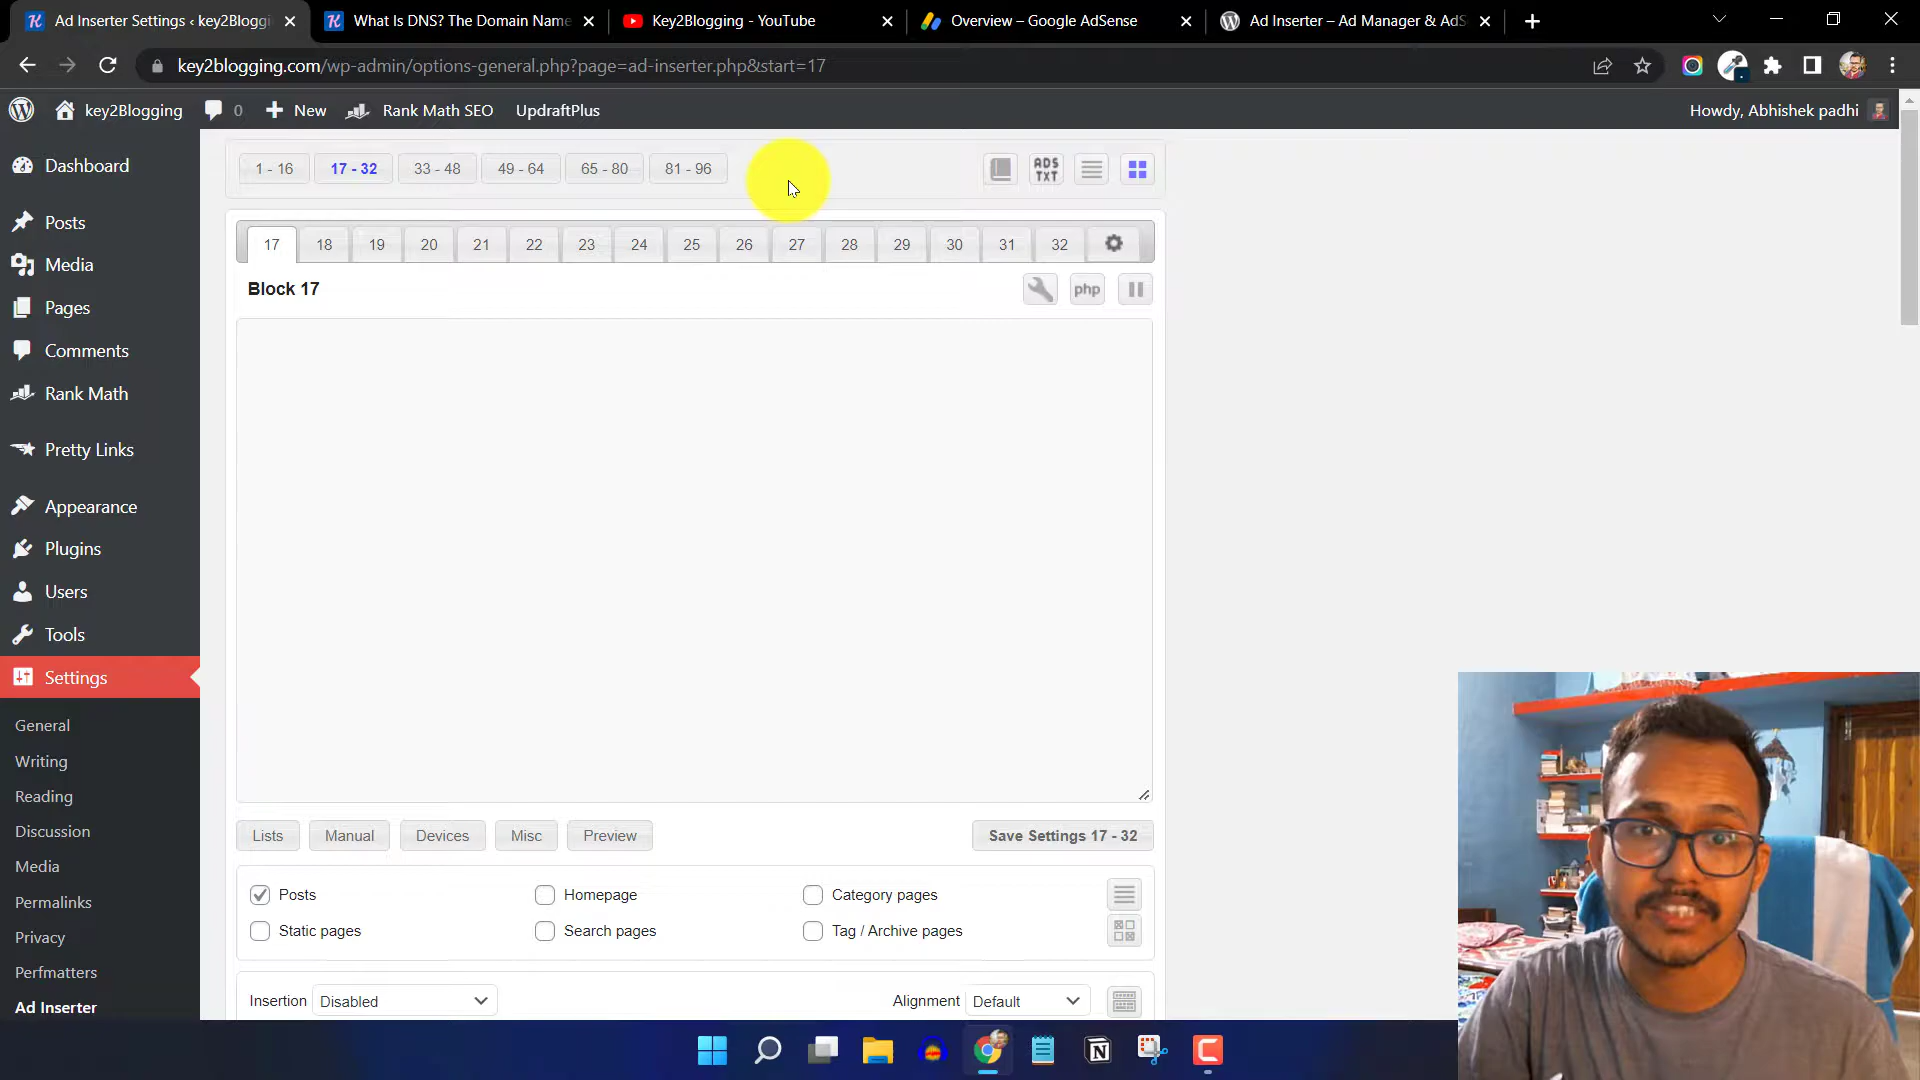 Ad Inserter Settings ‹ key2Bloggi
What Is DNS? The Domain Name
Key2Blogging - YouTube
Overview – Google AdSense
Ad Inserter – Ad Manager & AdS
key2blogging.com/wp-admin/options-general.php?page=ad-inserter.php&start=17
key2Blogging
0
New
Rank Math SEO
UpdraftPlus
Howdy, Abhishek padhi
Dashboard
Posts
Media
Pages
Comments
Rank Math
Pretty Links
Appearance
Plugins
Users
Tools
Settings
General
Writing
Reading
Discussion
Media
Permalinks
Privacy
Perfmatters
Ad Inserter
1 - 16
17 - 32
33 - 48
49 - 64
65 - 80
81 - 96
ADS
TXT
17
18
19
20
21
22
23
24
25
26
27
28
29
30
31
32
Block 17
php
Lists
Manual
Devices
Misc
Preview
Save Settings 17 - 32
Posts
Homepage
Category pages
Static pages
Search pages
Tag / Archive pages
Insertion
Disabled
Alignment
Default